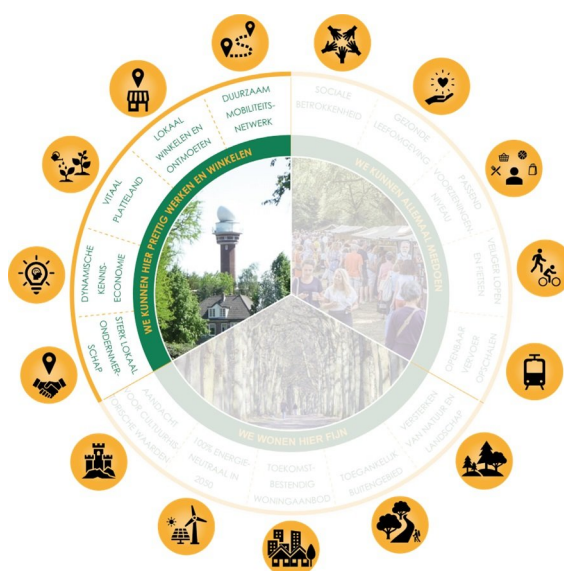 DUURZAAM
MOBILITEITS-
NETWERK
LOKAAL
WINKELEN EN
ONTMOETEN
VITAAL
PLATTELAND
DYNAMISCHE
KENNIS-
ECONOMIE
STERK LOKAAL
ONDERNMER-
SCHAP
WE KUNNEN HIER PRETTIG WERKEN EN WINKELEN
SOCIALE
BETROKKENHEID
GEZONDE
LEEFOMGEVING
PASSEND
VOORZIENINGEN-
NIVEAU
VEILIGER LOPEN
EN FIETSEN
OPENBAAR
VERVOER
OPSCHALEN
WE KUNNEN ALLEMAAL MEEDOEN
VERSTERKEN
VAN NATUUR EN
LANDSCHAP
TOEGANKELIJK
BUITENGEBIED
TOEKOMST-
BESTENDIG
WONINGAANBOD
100% ENERGIE-
NEUTRAAL IN
2050
AANDACHT
VOOR CULTUURHIS-
TORISCHE WAARDEN
WE WONEN HIER FIJN